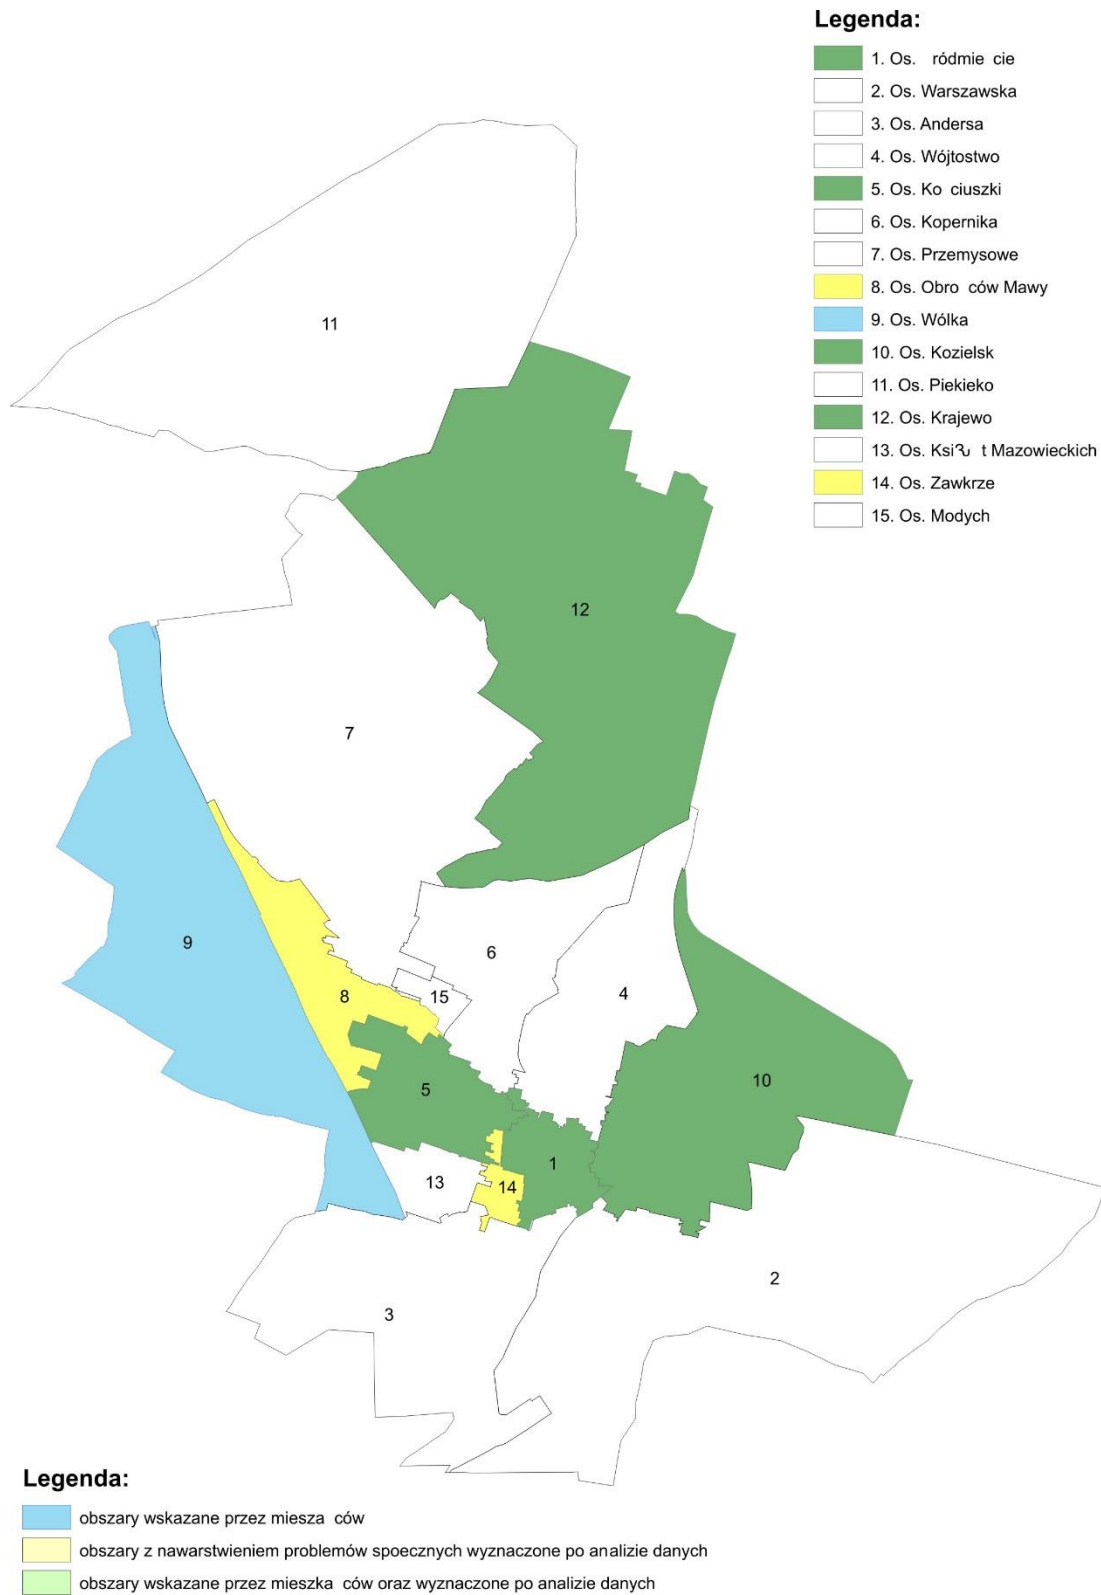 Legenda:
1. Os. ródmie cie
2. Os. Warszawska
3. Os. Andersa
4. Os. Wójtostwo
5. Os. Ko ciuszki
6. Os. Kopernika
7. Os. Przemysowe
8. Os. Obro ców Mawy
9. Os. Wólka
10. Os. Kozielsk
11. Os. Piekieko
12. Os. Krajewo
13. Os. Ksi t Mazowieckich
14. Os. Zawkrze
15. Os. Modych
11
12
7
9
6
8
15
4
5
10
1
13
14
2
3
Legenda:
obszary wskazane przez miesza ców
obszary z nawarstwieniem problemów spoecznych wyznaczone po analizie danych
obszary wskazane przez mieszka ców oraz wyznaczone po analizie danych